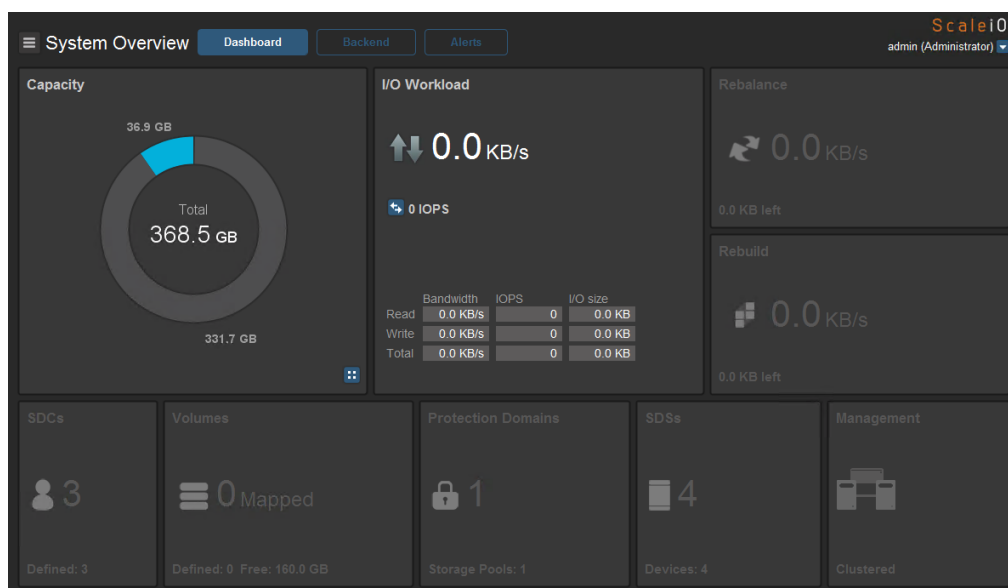 ScaleiO
System Overview Dashboard Backend Alerts
admin (Administrator)
Capacity
36.9 GB
Total
368.5 GB
331.7 GB
I/O Workload
0.0 KB/s
0 IOPS
Bandwidth IOPS I/O size
Read 0.0 KB/s 0 0.0 KB
Write 0.0 KB/s 0 0.0 KB
Total 0.0 KB/s 0 0.0 KB
Rebalance
0.0 KB/s
0.0 KB left
Rebuild
0.0 KB/s
0.0 KB left
SDCs
3
Defined: 3
Volumes
0 Mapped
Defined: 0 Free: 160.0 GB
Protection Domains
1
Storage Pools: 1
SDSs
4
Devices: 4
Management
Clustered